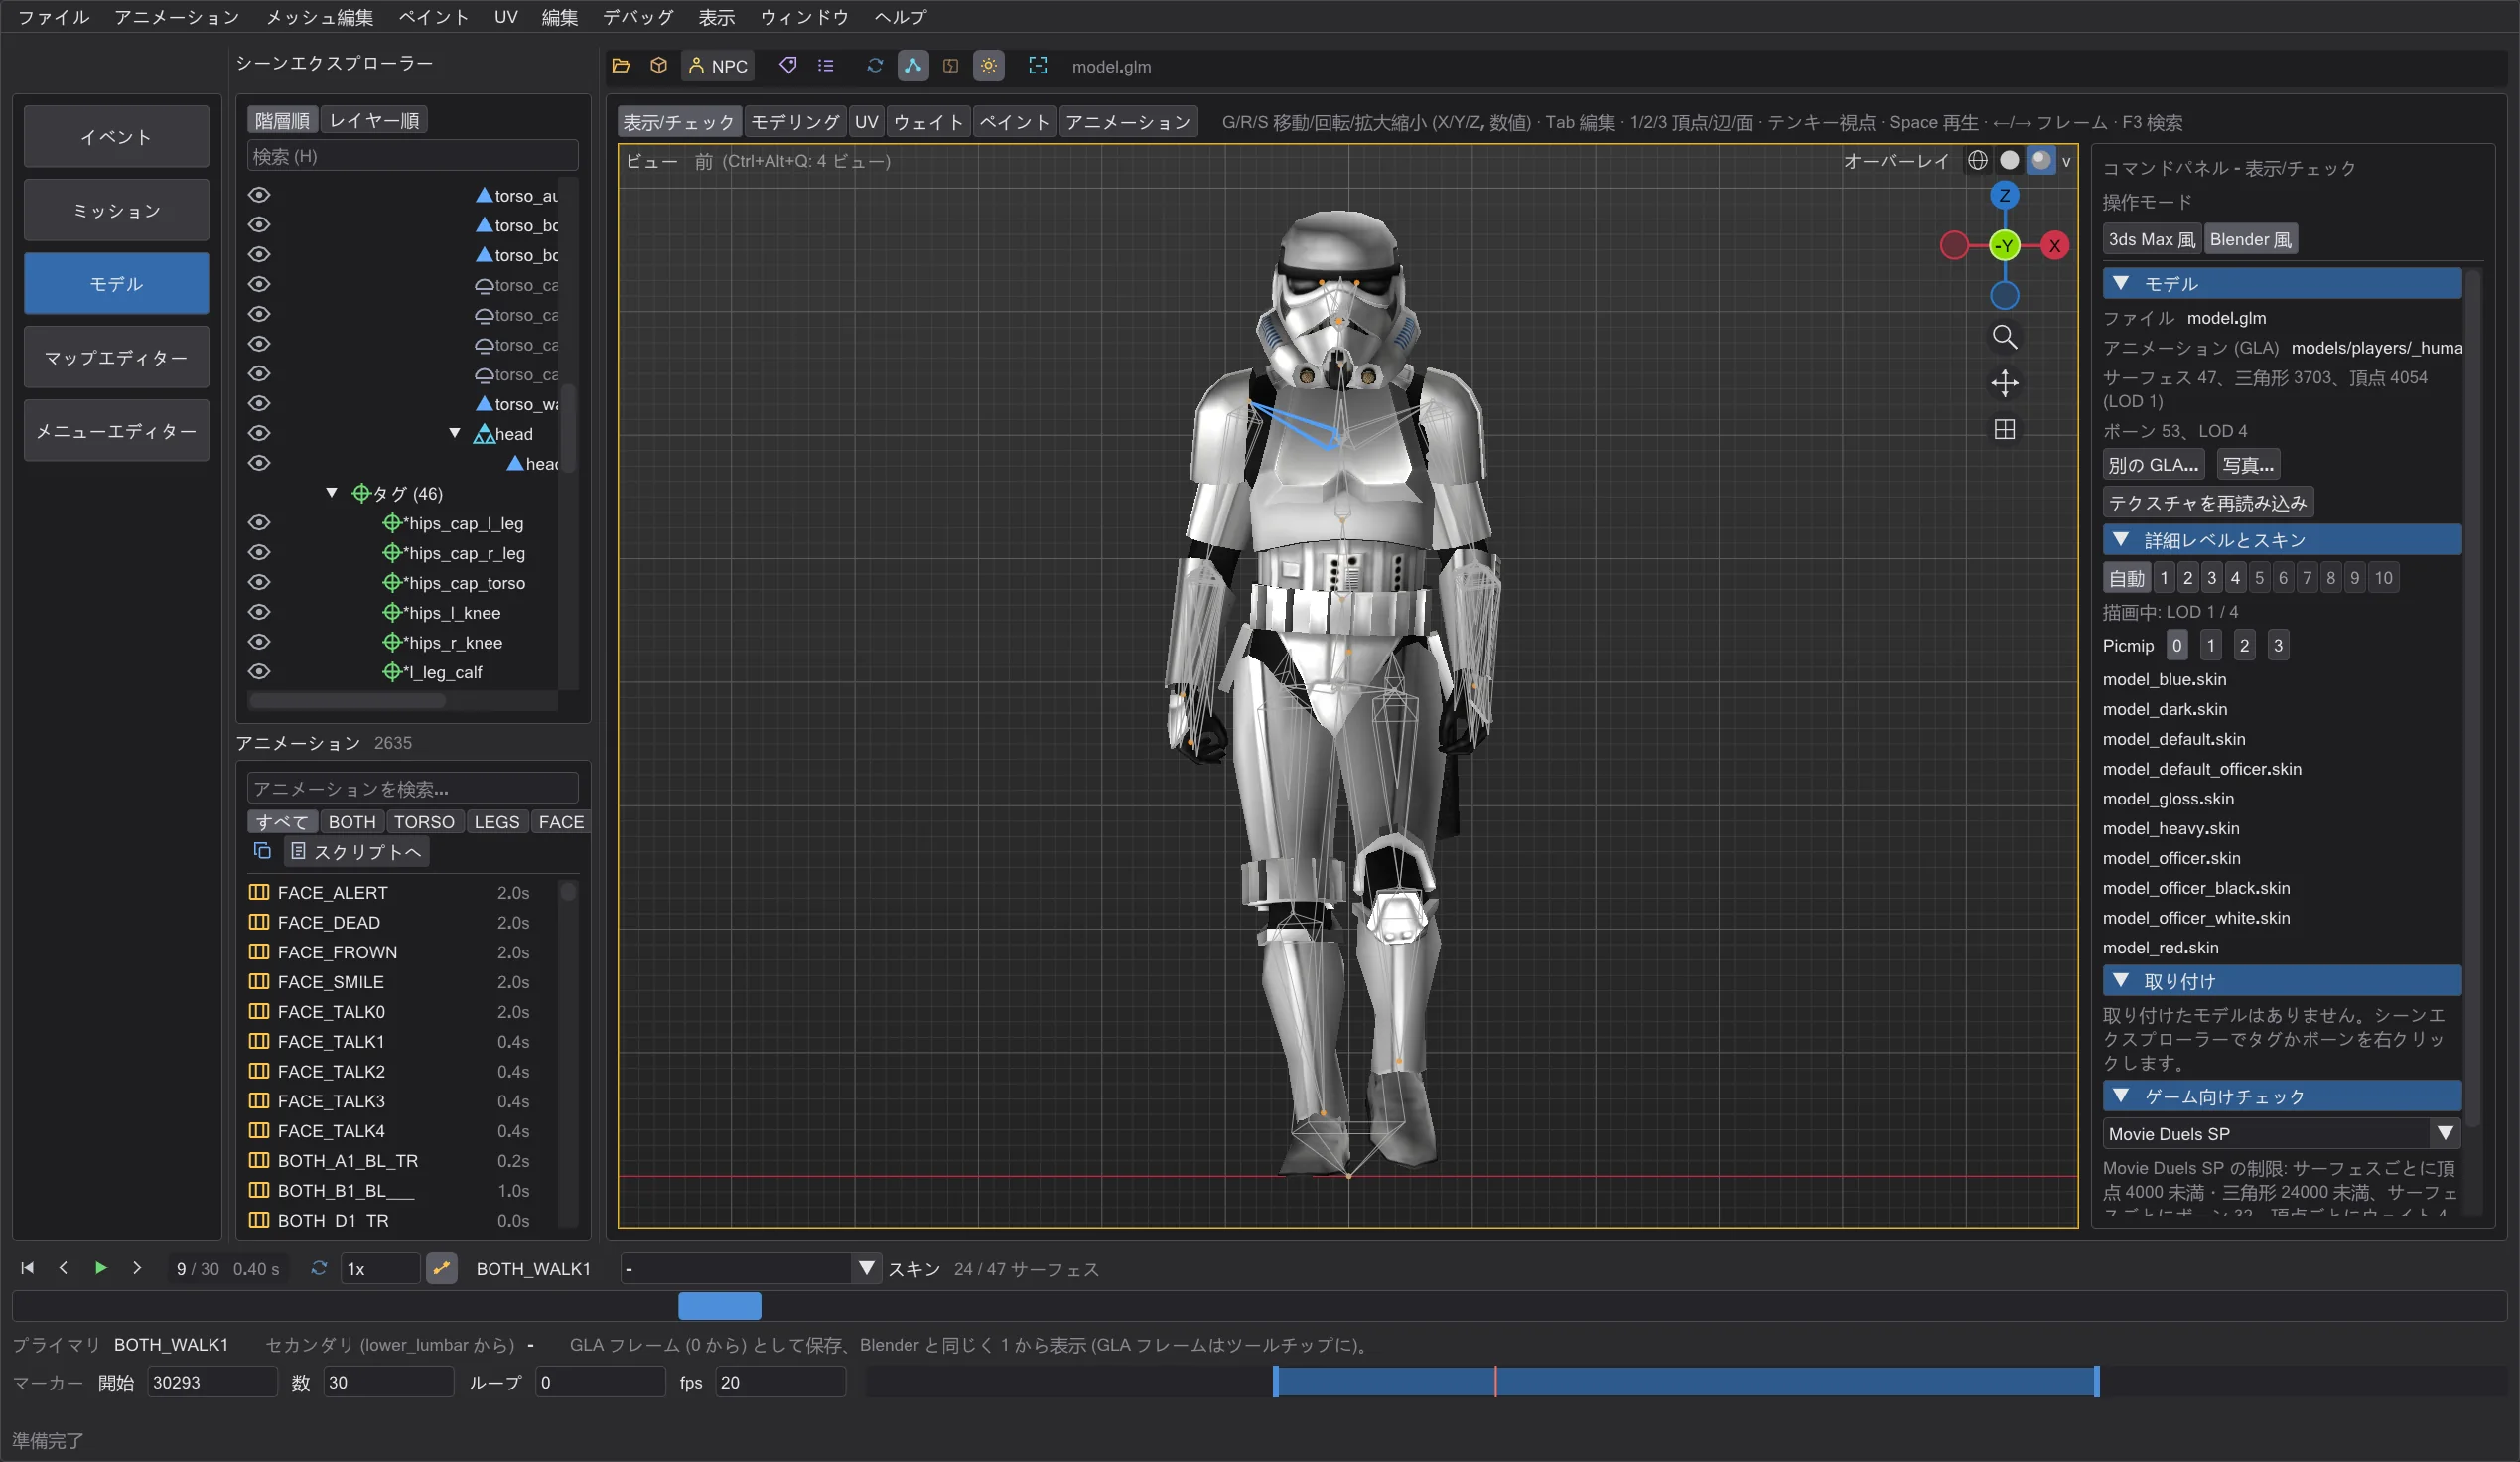 ファイル アニメーション メッシュ編集 ペイント UV 編集 デバッグ 表示 ウィンドウ ヘルプ
シーンエクスプローラー
NPC model.glm
イベント
ミッション
モデル
マップエディター
メニューエディター
階層順 レイヤー順
検索 (H)
torso_au
torso_bo
torso_bo
torso_ca
torso_ca
torso_ca
torso_ca
torso_wa
head
head
タグ (46)
*hips_cap_l_leg
*hips_cap_r_leg
*hips_cap_torso
*hips_l_knee
*hips_r_knee
*l_leg_calf
アニメーション 2635
アニメーションを検索...
すべて BOTH TORSO LEGS FACE
スクリプトへ
FACE_ALERT 2.0s
FACE_DEAD 2.0s
FACE_FROWN 2.0s
FACE_SMILE 2.0s
FACE_TALK0 2.0s
FACE_TALK1 0.4s
FACE_TALK2 0.4s
FACE_TALK3 0.4s
FACE_TALK4 0.4s
BOTH_A1_BL_TR 0.2s
BOTH_B1_BL___ 1.0s
BOTH_D1_TR 0.0s
表示/チェック モデリング UV ウェイト ペイント アニメーション G/R/S 移動/回転/拡大縮小 (X/Y/Z, 数値) · Tab 編集 · 1/2/3 頂点/辺/面 · テンキー視点 · Space 再生 · ←/→ フレーム · F3 検索
ビュー 前 (Ctrl+Alt+Q: 4 ビュー) オーバーレイ v
Z
-Y X
コマンドパネル - 表示/チェック
操作モード
3ds Max 風 Blender 風
モデル
ファイル model.glm
アニメーション (GLA) models/players/_huma
サーフェス 47、三角形 3703、頂点 4054
(LOD 1)
ボーン 53、LOD 4
別の GLA... 写真...
テクスチャを再読み込み
詳細レベルとスキン
自動 1 2 3 4 5 6 7 8 9 10
描画中: LOD 1 / 4
Picmip 0 1 2 3
model_blue.skin
model_dark.skin
model_default.skin
model_default_officer.skin
model_gloss.skin
model_heavy.skin
model_officer.skin
model_officer_black.skin
model_officer_white.skin
model_red.skin
取り付け
取り付けたモデルはありません。シーンエ
クスプローラーでタグかボーンを右クリッ
クします。
ゲーム向けチェック
Movie Duels SP
Movie Duels SP の制限: サーフェスごとに頂
点 4000 未満・三角形 24000 未満、サーフェ
スごとにボーン 32、頂点ごとにウェイト 4
9 / 30 0.40 s 1x BOTH_WALK1 - スキン 24 / 47 サーフェス
プライマリ BOTH_WALK1 セカンダリ (lower_lumbar から) - GLA フレーム (0 から) として保存、Blender と同じく 1 から表示 (GLA フレームはツールチップに)。
マーカー 開始 30293 数 30 ループ 0 fps 20
準備完了